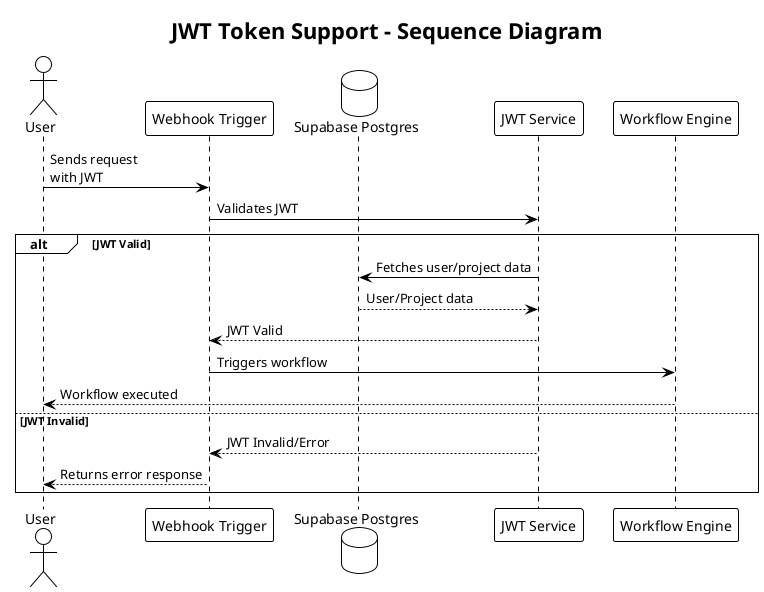 JWT Token Support - Sequence Diagram
User
Webhook Trigger
Supabase Postgres
JWT Service
Workflow Engine
Sends request
with JWT
Validates JWT
alt [JWT Valid]
Fetches user/project data
User/Project data
JWT Valid
Triggers workflow
Workflow executed
[JWT Invalid]
JWT Invalid/Error
Returns error response
User
Webhook Trigger
Supabase Postgres
JWT Service
Workflow Engine